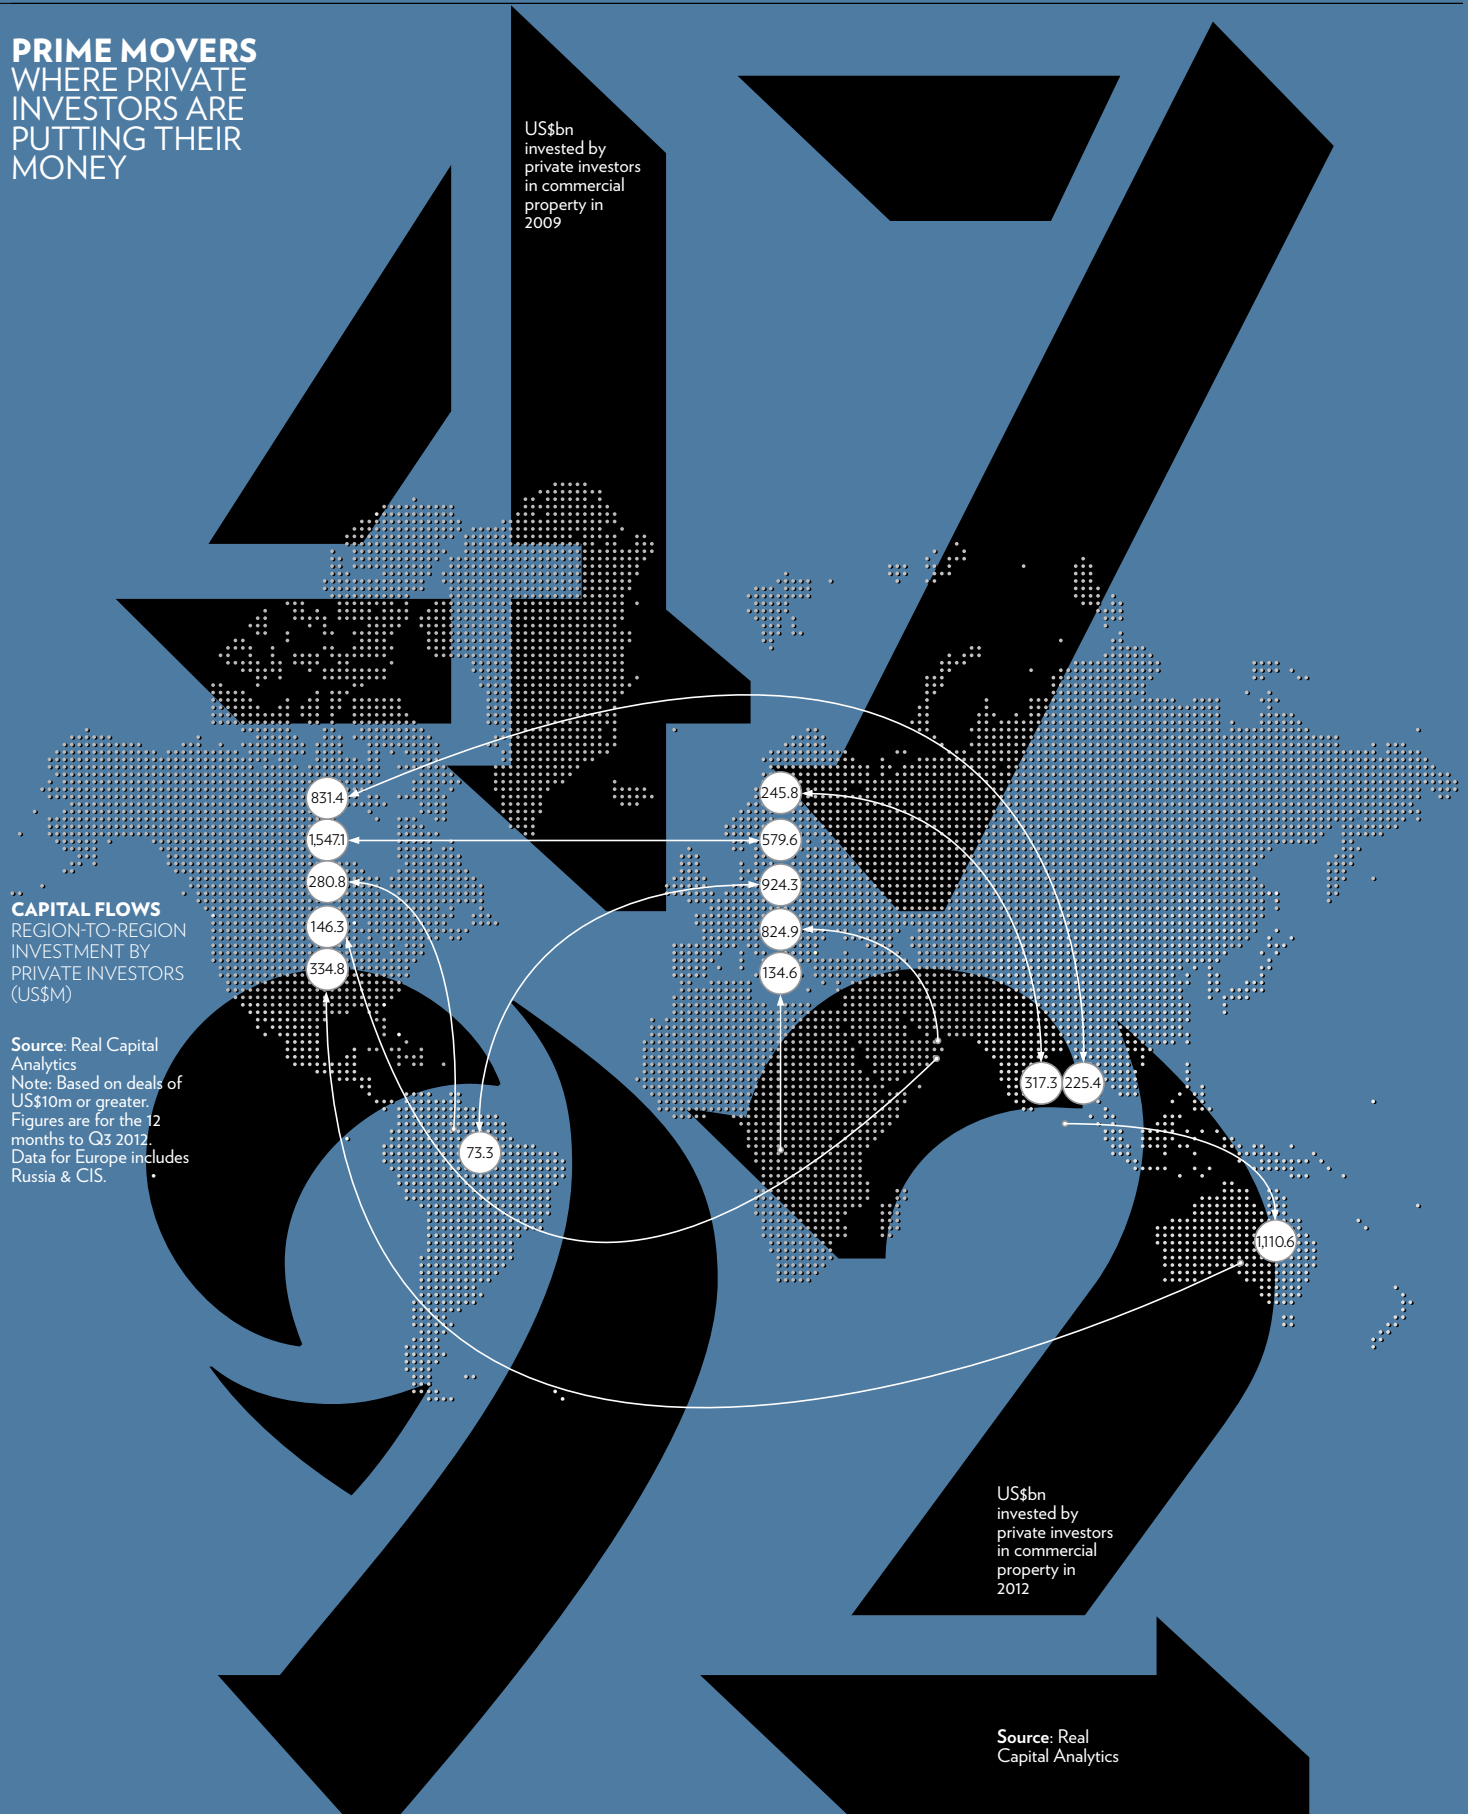 PRIME MOVERS
WHERE PRIVATE
INVESTORS ARE
PUTTING THEIR
MONEY
47
US$bn
invested by
private investors
in commercial
property in
2009
831.4
1,547.1
280.8
146.3
334.8
245.8
579.6
924.3
824.9
134.6
317.3
225.4
73.3
1,110.6
CAPITAL FLOWS
REGION-TO-REGION
INVESTMENT BY
PRIVATE INVESTORS
(US$M)
Source: Real Capital
Analytics
Note: Based on deals of
US$10m or greater.
Figures are for the 12
months to Q3 2012.
Data for Europe includes
Russia & CIS.
92
US$bn
invested by
private investors
in commercial
property in
2012
Source: Real
Capital Analytics